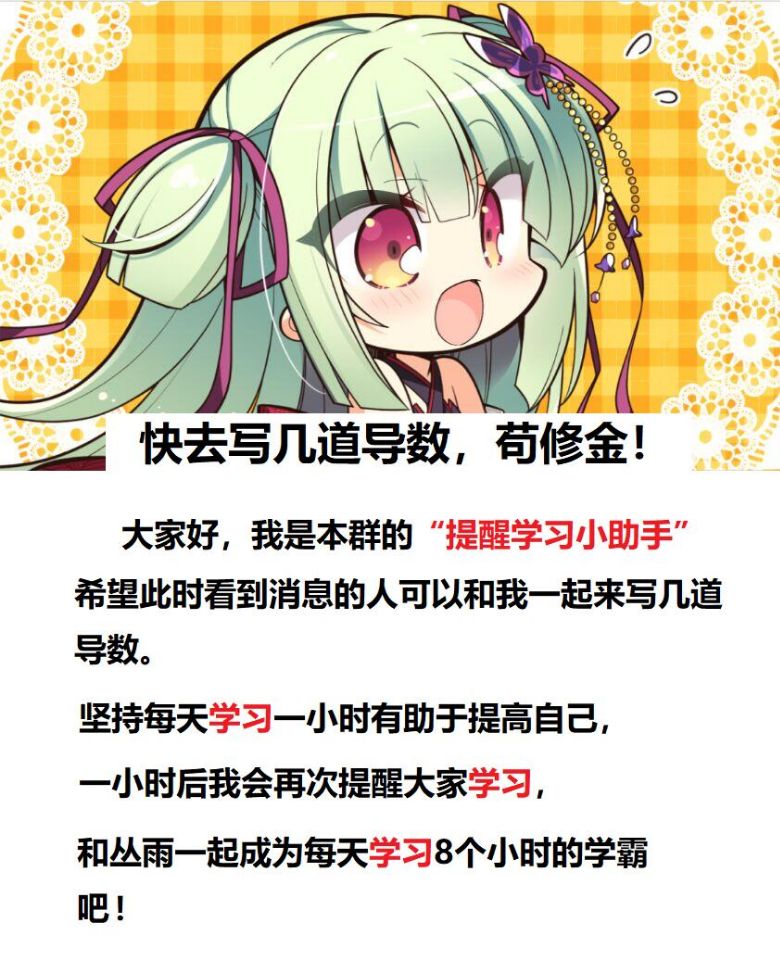 快去写几道导数，苟修金！
大家好，我是本群的“提醒学习小助手”
希望此时看到消息的人可以和我一起来写几道
导数。
坚持每天学习一小时有助于提高自己，
一小时后我会再次提醒大家学习，
和丛雨一起成为每天学习8个小时的学霸
吧！